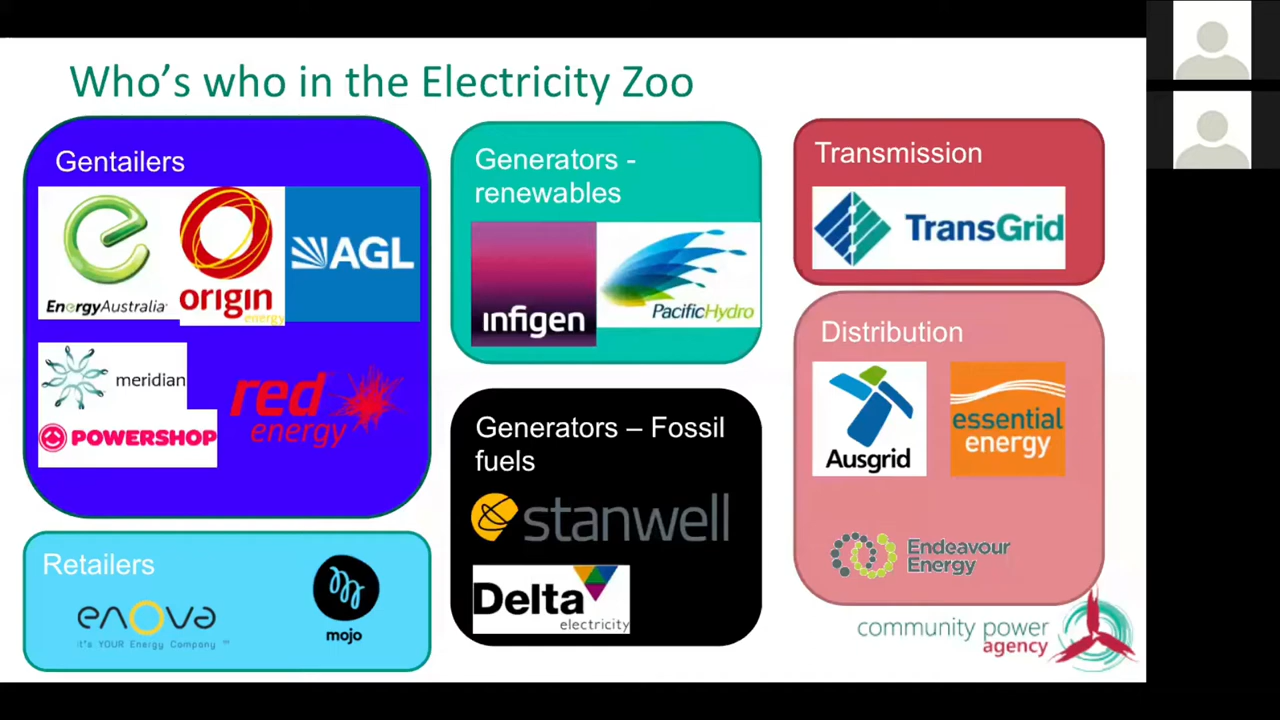 Who's who in the Electricity Zoo
Gentailers
EnergyAustralia
origin
energy
AGL
meridian
POWERSHOP
red
energy
Retailers
enova
it's YOUR Energy Company ™
mojo
Generators -
renewables
infigen
PacificHydro
Generators – Fossil
fuels
stanwell
Delta
electricity
Transmission
TransGrid
Distribution
Ausgrid
essential
energy
Endeavour
Energy
community power
agency